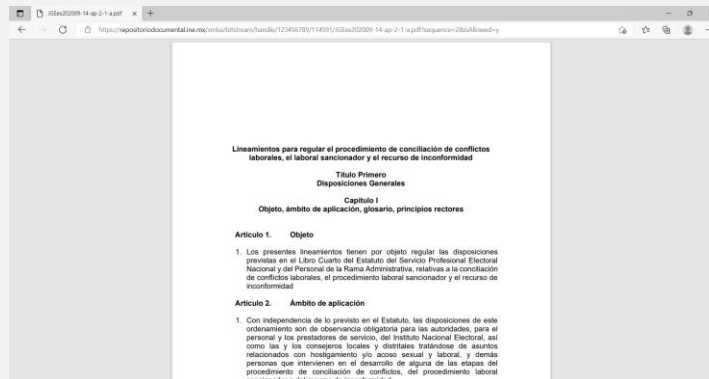 JGEex202009-14-ap-2-1-a.pdf
https://repositoriodocumental.ine.mx/xmlui/bitstream/handle/123456789/114591/JGEex202009-14-ap-2-1-a.pdf?sequence=2&isAllowed=y
Lineamientos para regular el procedimiento de conciliación de conflictos
laborales, el laboral sancionador y el recurso de inconformidad
Título Primero
Disposiciones Generales
Capítulo I
Objeto, ámbito de aplicación, glosario, principios rectores
Artículo 1. Objeto
1. Los presentes lineamientos tienen por objeto regular las disposiciones
previstas en el Libro Cuarto del Estatuto del Servicio Profesional Electoral
Nacional y del Personal de la Rama Administrativa, relativas a la conciliación
de conflictos laborales, el procedimiento laboral sancionador y el recurso de
inconformidad
Artículo 2. Ámbito de aplicación
1. Con independencia de lo previsto en el Estatuto, las disposiciones de este
ordenamiento son de observancia obligatoria para las autoridades, para el
personal y los prestadores de servicio, del Instituto Nacional Electoral, así
como las y los consejeros locales y distritales tratándose de asuntos
relacionados con hostigamiento y/o acoso sexual y laboral, y demás
personas que intervienen en el desarrollo de alguna de las etapas del
procedimiento de conciliación de conflictos, del procedimiento laboral